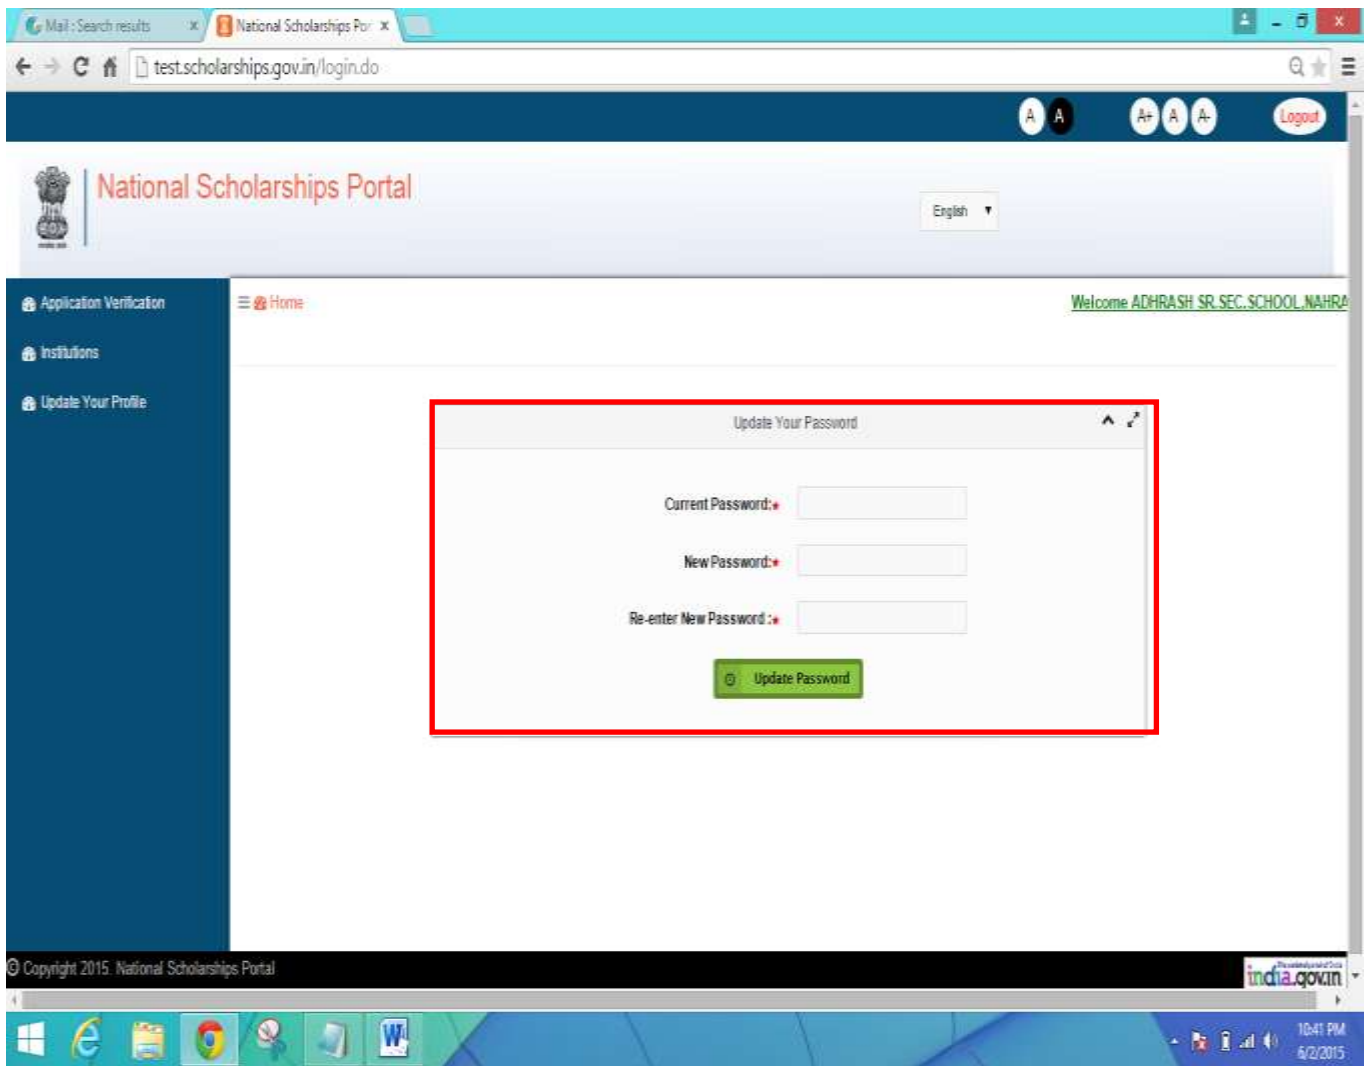 Mail : Search results
National Scholarships Por
test.scholarships.gov.in/login.do
A A A+ A A- Logout
National Scholarships Portal
English
Application Verification
Home
Welcome ADHRASH SR.SEC.SCHOOL,NAHRA
Institutions
Update Your Profile
Update Your Password
Current Password:*
New Password:*
Re-enter New Password :*
Update Password
© Copyright 2015. National Scholarships Portal
india.gov.in
10:41 PM
6/2/2015